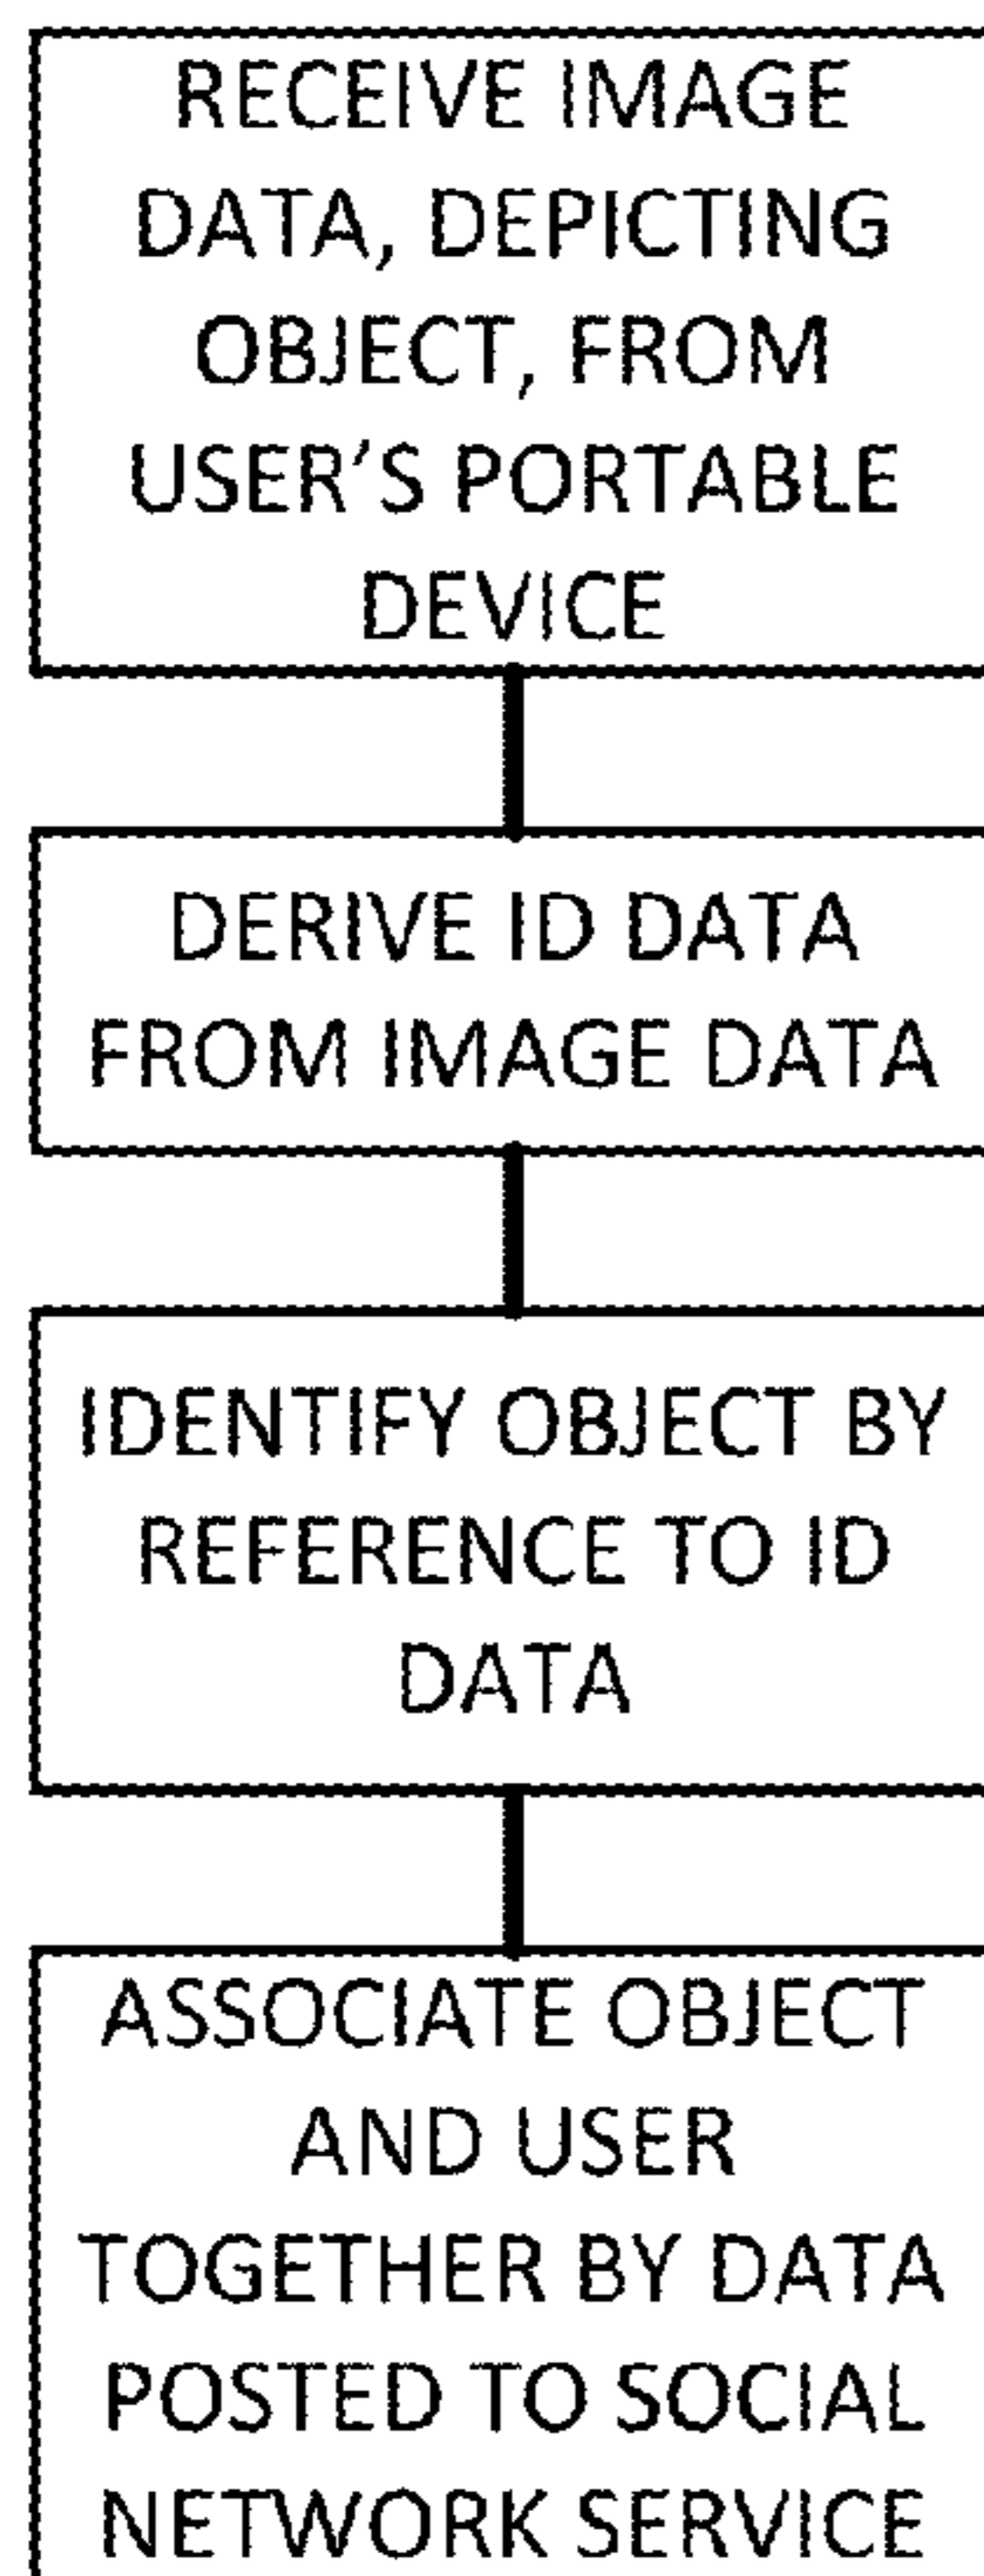 RECEIVE IMAGE
DATA, DEPICTING
OBJECT, FROM
USER'S PORTABLE
DEVICE
DERIVE ID DATA
FROM IMAGE DATA
IDENTIFY OBJECT BY
REFERENCE TO ID
DATA
ASSOCIATE OBJECT
AND USER
TOGETHER BY DATA
POSTED TO SOCIAL
NETWORK SERVICE